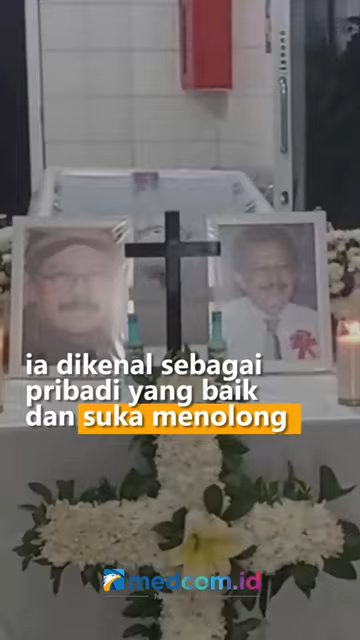 ia dikenal sebagai
pribadi yang baik
dan suka menolong
medcom.id